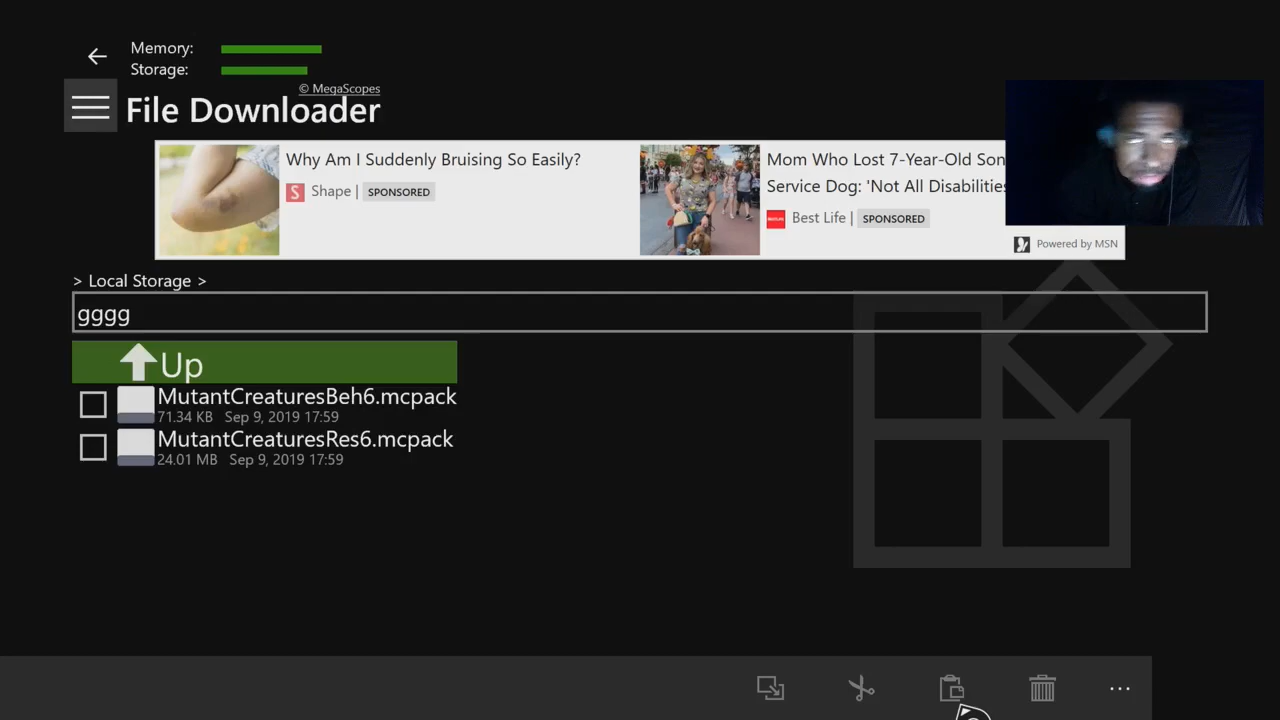 Memory:
Storage:
© MegaScopes
File Downloader
Why Am I Suddenly Bruising So Easily?
S Shape | SPONSORED
Mom Who Lost 7-Year-Old Son
Service Dog: 'Not All Disabilities
Best Life | SPONSORED
Powered by MSN
> Local Storage >
gggg
Up
MutantCreaturesBeh6.mcpack
71.34 KB Sep 9, 2019 17:59
MutantCreaturesRes6.mcpack
24.01 MB Sep 9, 2019 17:59